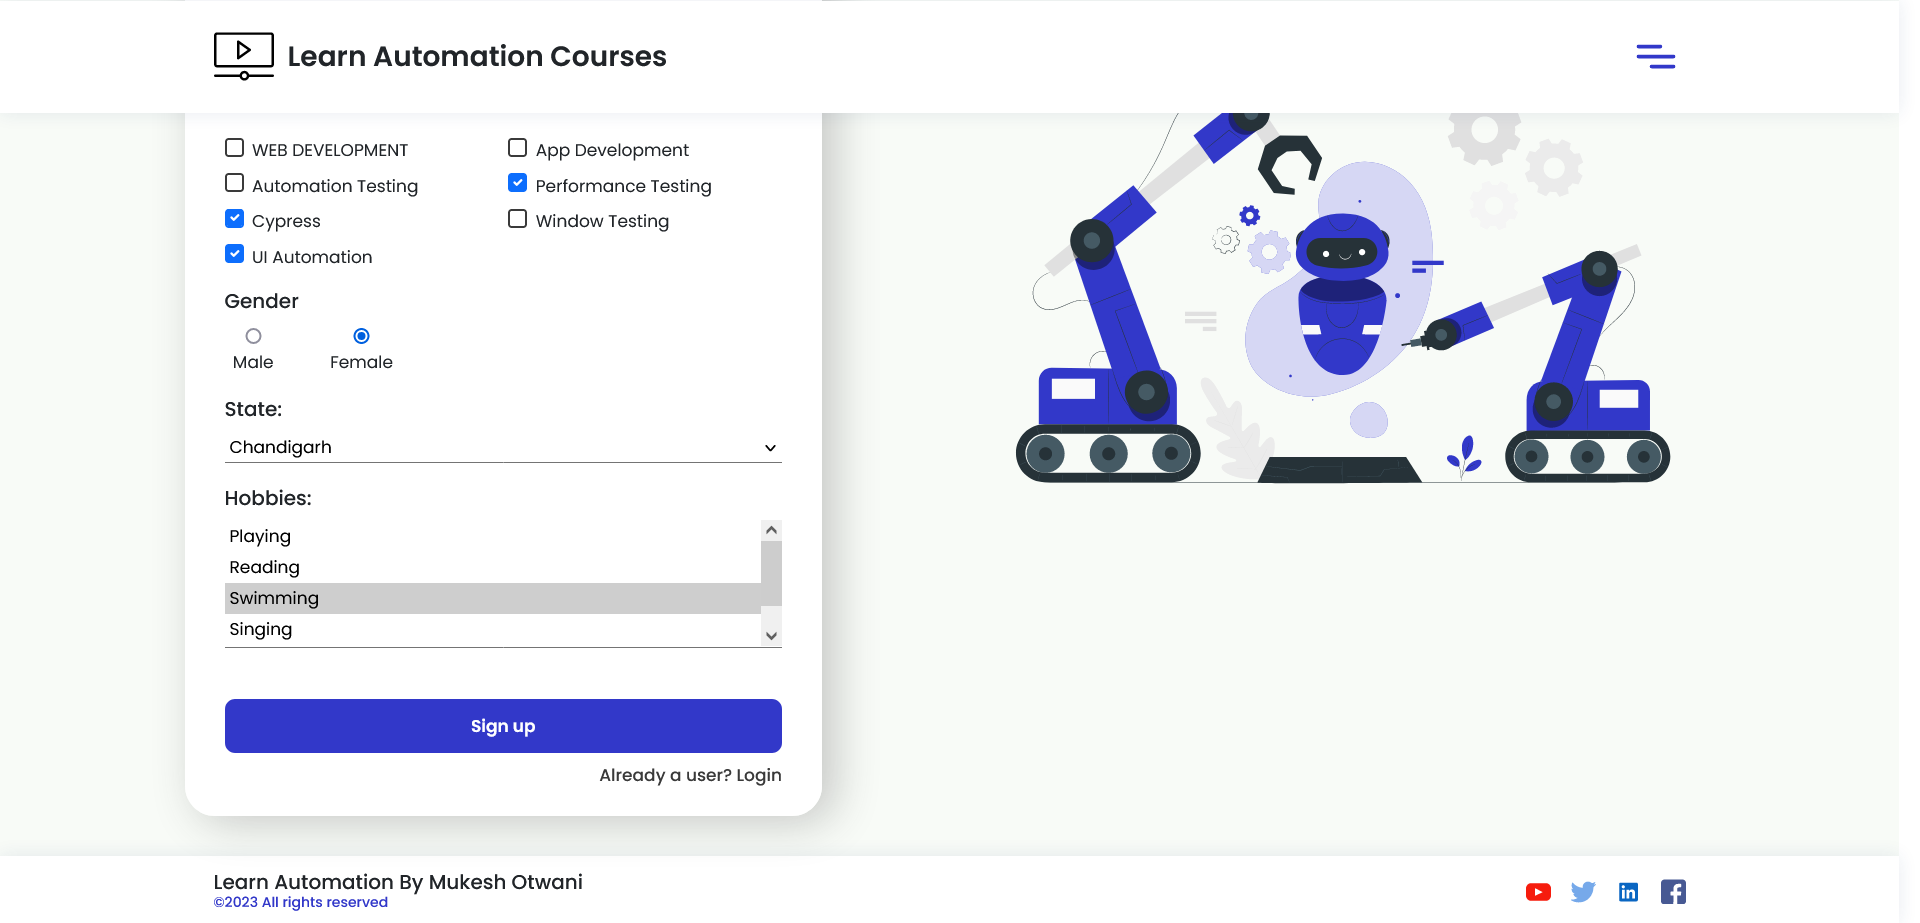 Learn Automation Courses
WEB DEVELOPMENT
App Development
Automation Testing
Performance Testing
Cypress
Window Testing
UI Automation
Gender
Male
Female
State:
Chandigarh
Hobbies:
Playing
Reading
Swimming
Singing
Sign up
Already a user? Login
Learn Automation By Mukesh Otwani
©2023 All rights reserved